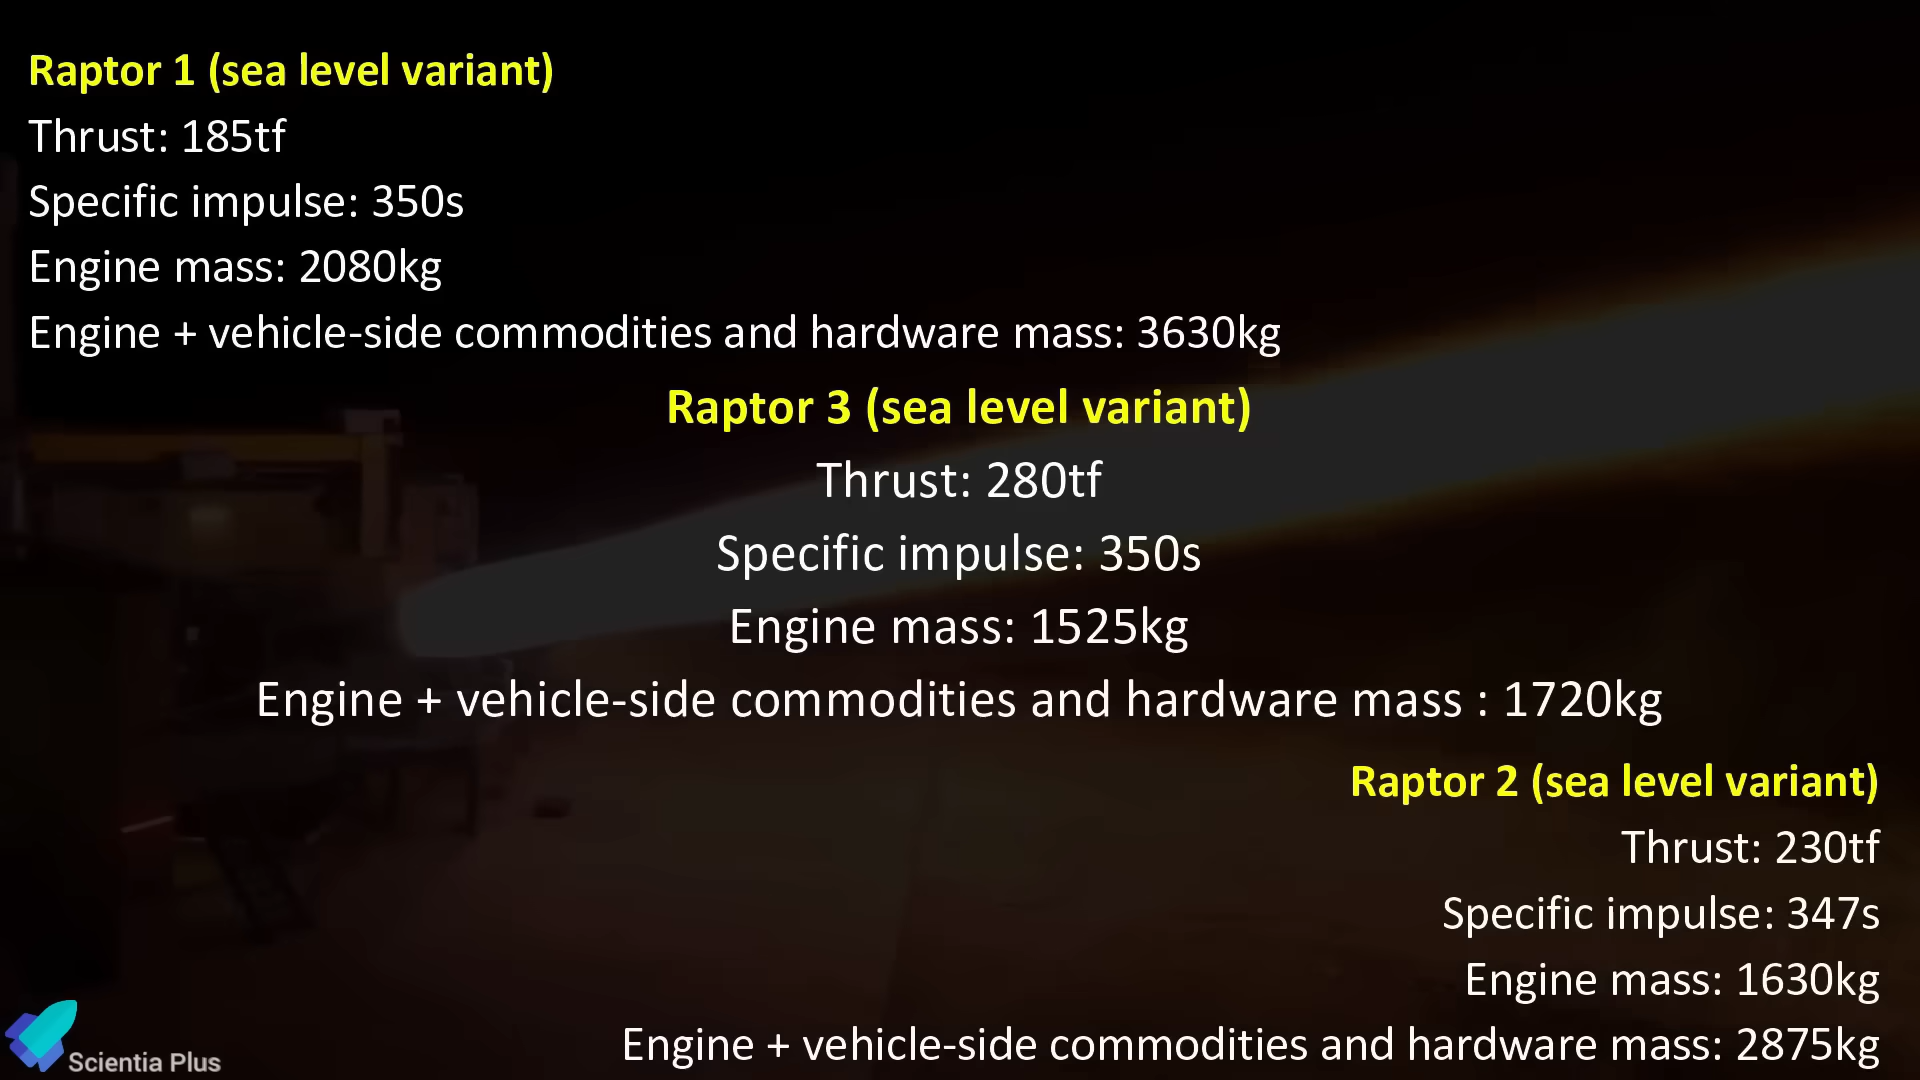 Raptor 1 (sea level variant)
Thrust: 185tf
Specific impulse: 350s
Engine mass: 2080kg
Engine + vehicle-side commodities and hardware mass: 3630kg
Raptor 3 (sea level variant)
Thrust: 280tf
Specific impulse: 350s
Engine mass: 1525kg
Engine + vehicle-side commodities and hardware mass : 1720kg
Raptor 2 (sea level variant)
Thrust: 230tf
Specific impulse: 347s
Engine mass: 1630kg
Engine + vehicle-side commodities and hardware mass: 2875kg
Scientia Plus